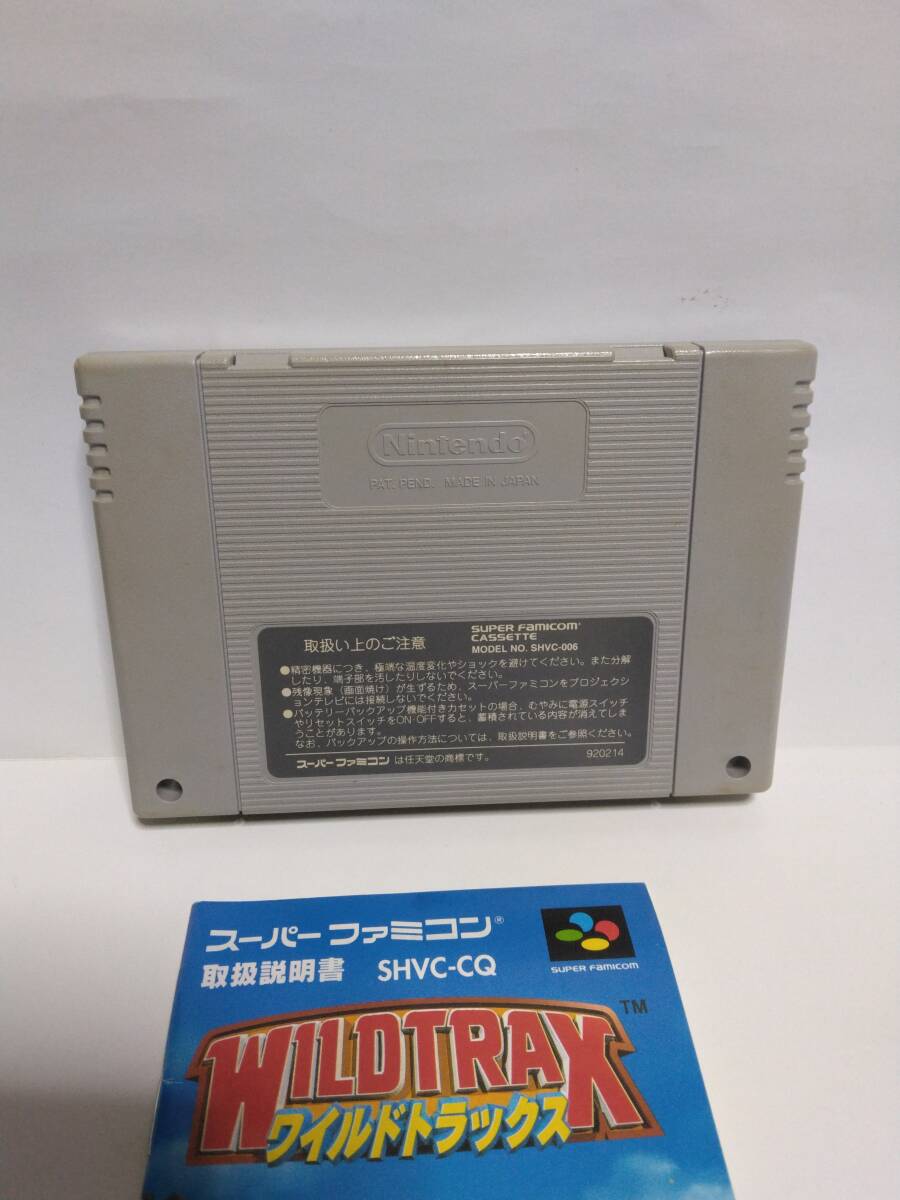 Nintendo®
PAT. PEND. MADE IN JAPAN
取扱い上のご注意
SUPER FAMICOM®
CASSETTE
MODEL NO. SHVC-006
●精密機器につき、極端な温度変化やショックを避けてください。また分解
したり、端子部を汚したりしないでください。
●残像現象（画面焼け）が生ずるため、スーパーファミコンをプロジェクシ
ョンテレビには接続しないでください。
●バッテリーバックアップ機能付きカセットの場合、むやみに電源スイッチ
やリセットスイッチをON・OFFすると、蓄積されている内容が消えてしま
うことがあります。
なお、バックアップの操作方法については、取扱説明書をご参照ください。
スーパーファミコンは任天堂の商標です。
920214
スーパーファミコン®
取扱説明書 SHVC-CQ
SUPER FAMICOM
WILDTRAX™
ワイルドトラックス